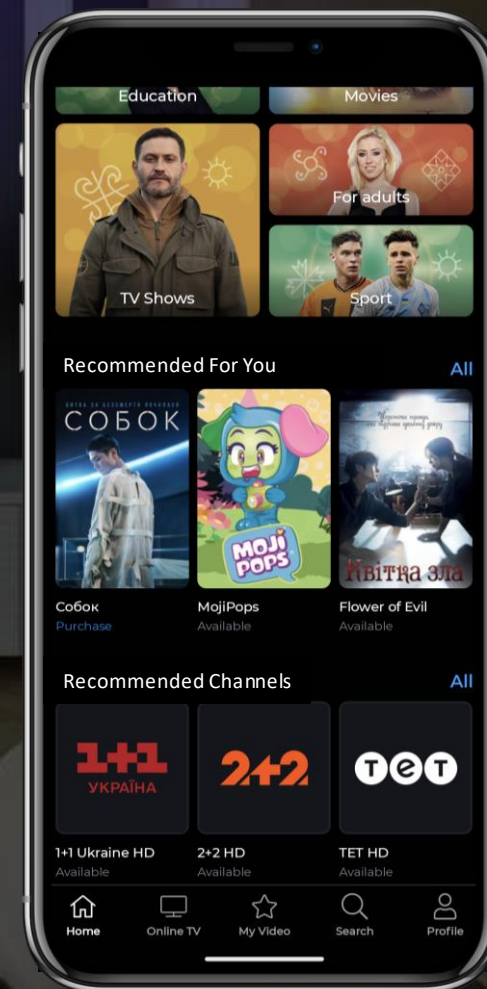 Education
Movies
For adults
TV Shows
Sport
Recommended For You
All
СОБОК
MOJI
POPS
Квітка зла
Собок
MojiPops
Flower of Evil
Purchase
Available
Available
Recommended Channels
All
1+1
УКРАЇНА
2+2
тет
1+1 Ukraine HD
2+2 HD
ТЕТ HD
Available
Available
Available
Home
Online TV
My Video
Search
Profile